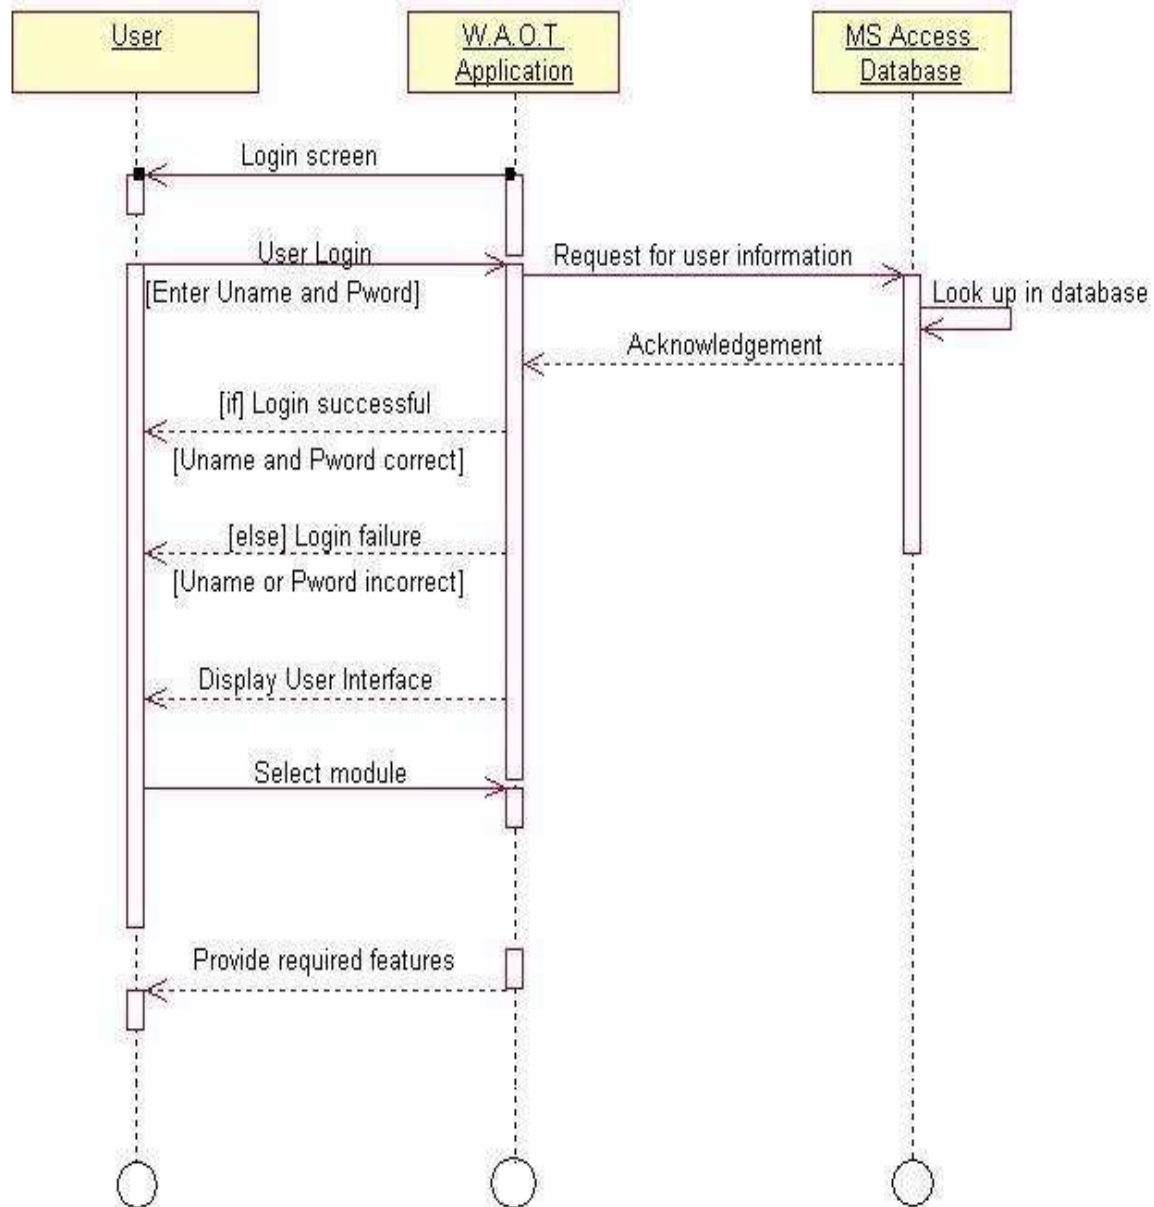 User
W.A.O.T
Application
MS Access
Database
Login screen
User Login
[Enter Uname and Pword]
Request for user information
Look up in database
Acknowledgement
[if] Login successful
[Uname and Pword correct]
[else] Login failure
[Uname or Pword incorrect]
Display User Interface
Select module
Provide required features